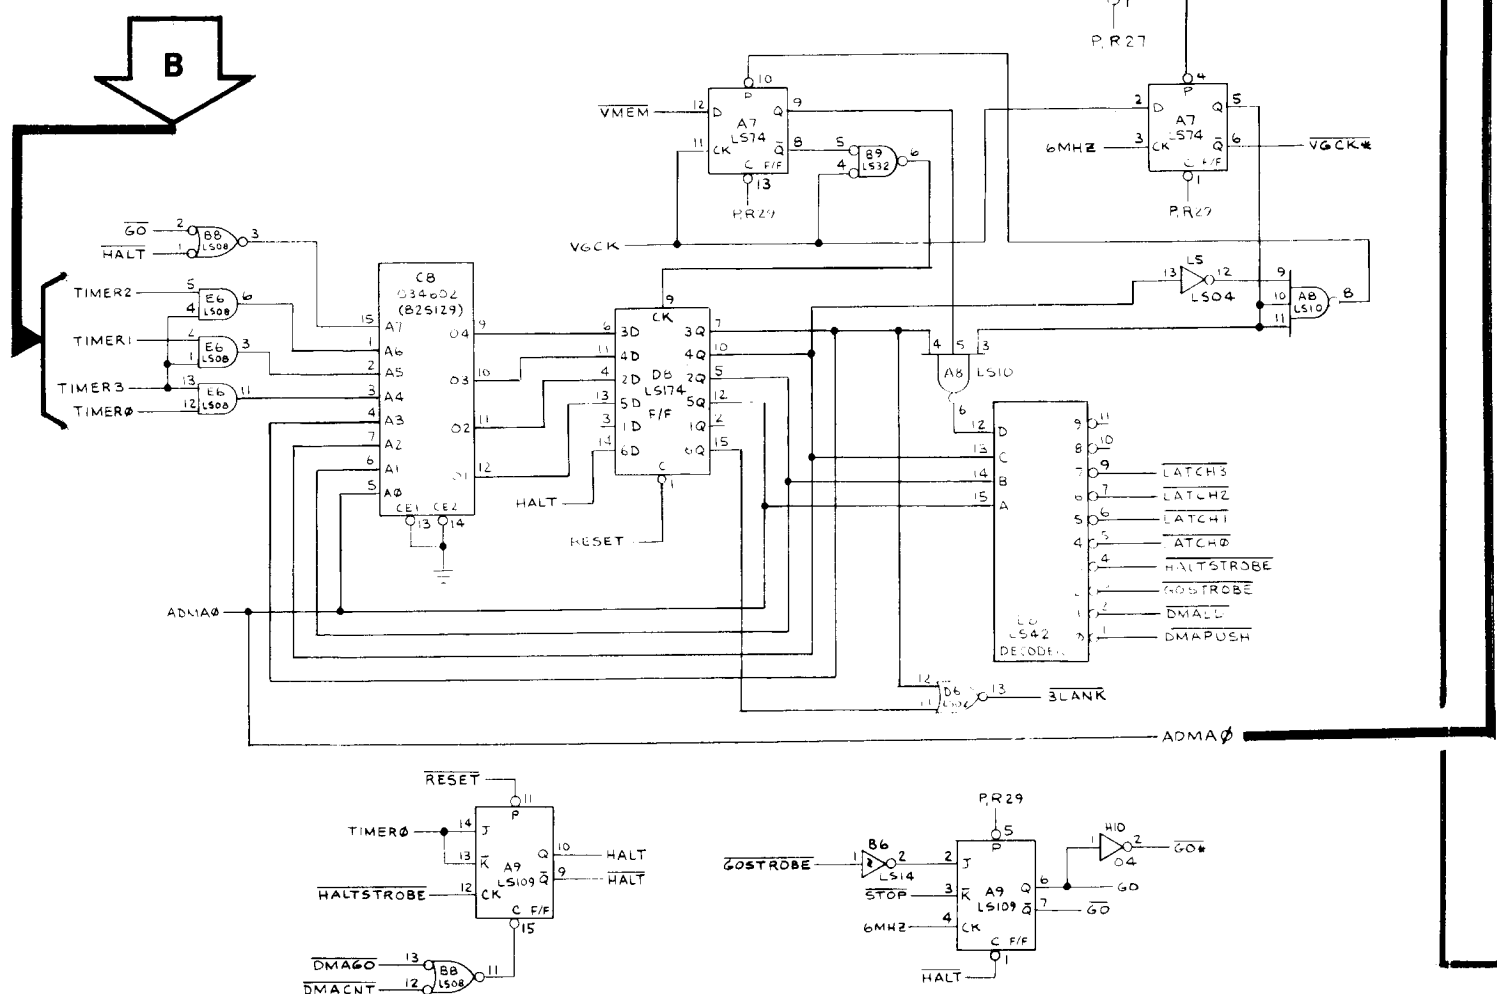 B
P,R27
10
P
VMEM
12
D
Q
9
A7
LS74
11
CK
Q
8
C F/F
13
P,R29
5
4
B9
LS32
6
4
P
2
D
Q
5
A7
LS74
6MHZ
3
CK
Q
6
VGCK*
C F/F
1
P,R29
VGCK
GO
2
HALT
1
B8
LS08
3
TIMER2
5
4
E6
LS08
6
TIMER1
1
E6
LS08
3
TIMER3
13
TIMER0
12
E6
LS08
11
C8
034602
(82S129)
15
A7
1
A6
2
A5
3
A4
4
A3
7
A2
6
A1
5
A0
O4
9
O3
10
O2
11
O1
12
CE1
CE2
13
14
9
CK
6
3D
3Q
7
11
4D
4Q
10
4
2D
2Q
5
13
5D
5Q
12
3
1D
1Q
2
14
6D
6Q
15
D8
LS174
F/F
C
1
HALT
RESET
13
L5
12
LS04
9
10
11
A8
LS10
8
4
5
3
A8
LS10
6
12
D
13
C
14
B
15
A
9
11
8
10
7
9
LATCH3
6
7
LATCH2
5
6
LATCH1
4
5
LATCH0
4
HALTSTROBE
GOSTROBE
2
DMALD
0
1
DMAPUSH
LS42
DECODER
ADMA0
12
11
D6
13
BLANK
ADMA0
RESET
11
P
TIMER0
14
J
13
K
HALTSTROBE
12
CK
A9
LS109
Q
10
HALT
Q
9
HALT
C F/F
15
DMAGO
13
DMACNT
12
B8
LS08
11
P,R29
5
P
GOSTROBE
1
B6
2
LS14
2
J
STOP
3
K
6MHZ
4
CK
A9
LS109
Q
6
GO
Q
7
GO
C F/F
1
HALT
1
H10
2
04
GO*